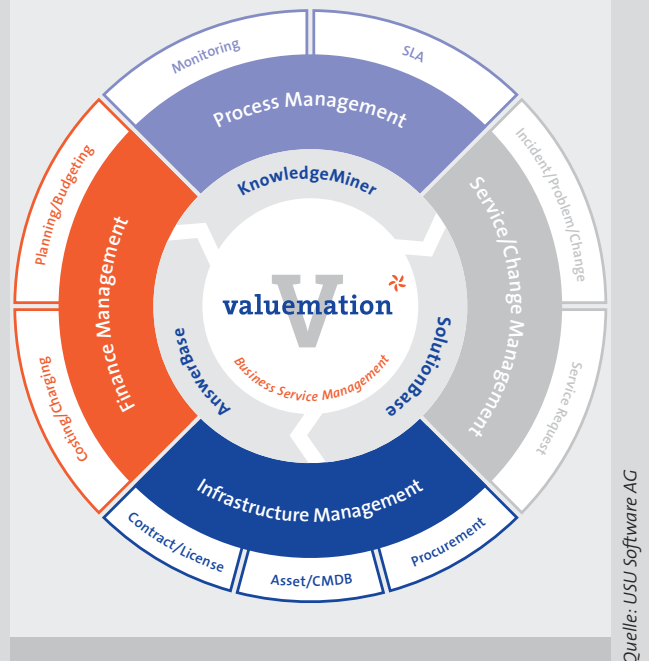 Monitoring
SLA
Process Management
Incident/Problem/Change
Service Request
Service/Change Management
Planning/Budgeting
Costing/Charging
Finance Management
KnowledgeMiner
SolutionBase
AnswerBase
V
valuemation
Business Service Management
Infrastructure Management
Contract/License
Asset/CMDB
Procurement
Quelle: USU Software AG